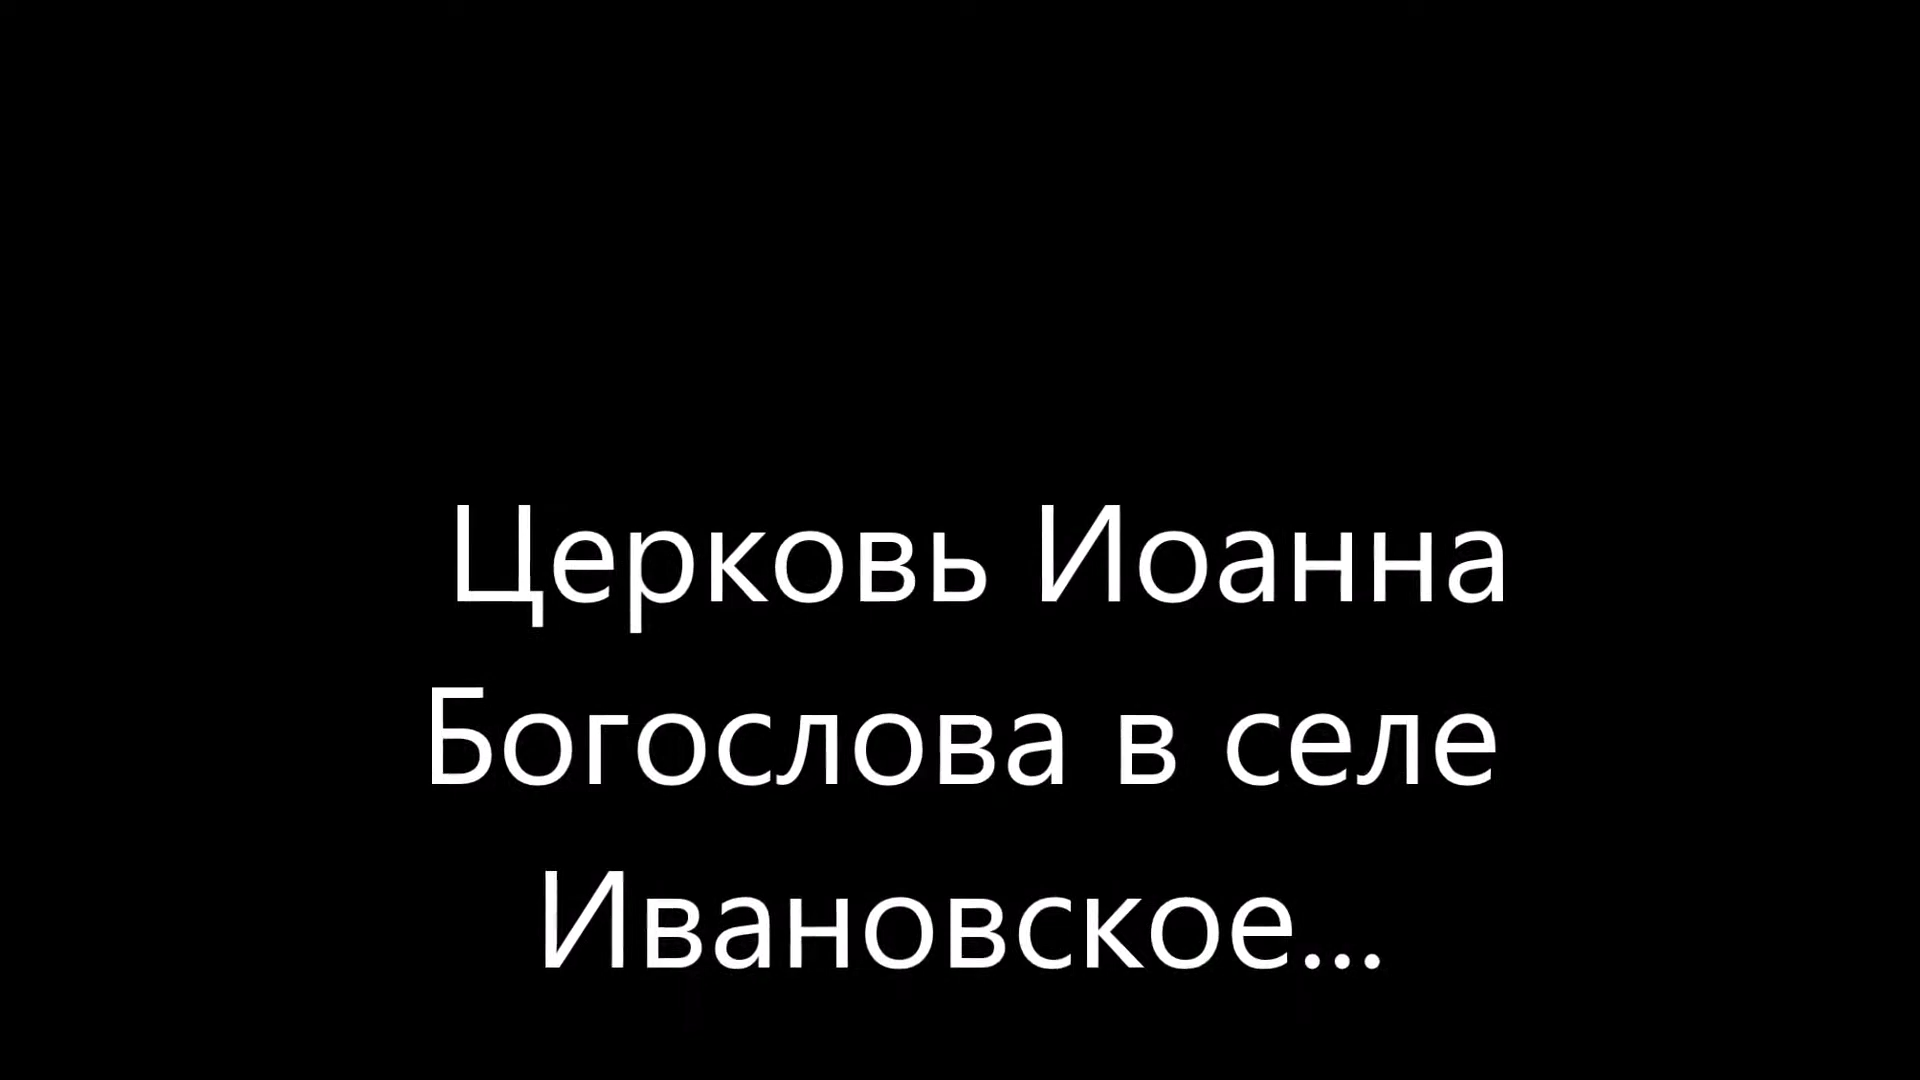 Церковь Иоанна
Богослова в селе
Ивановское...